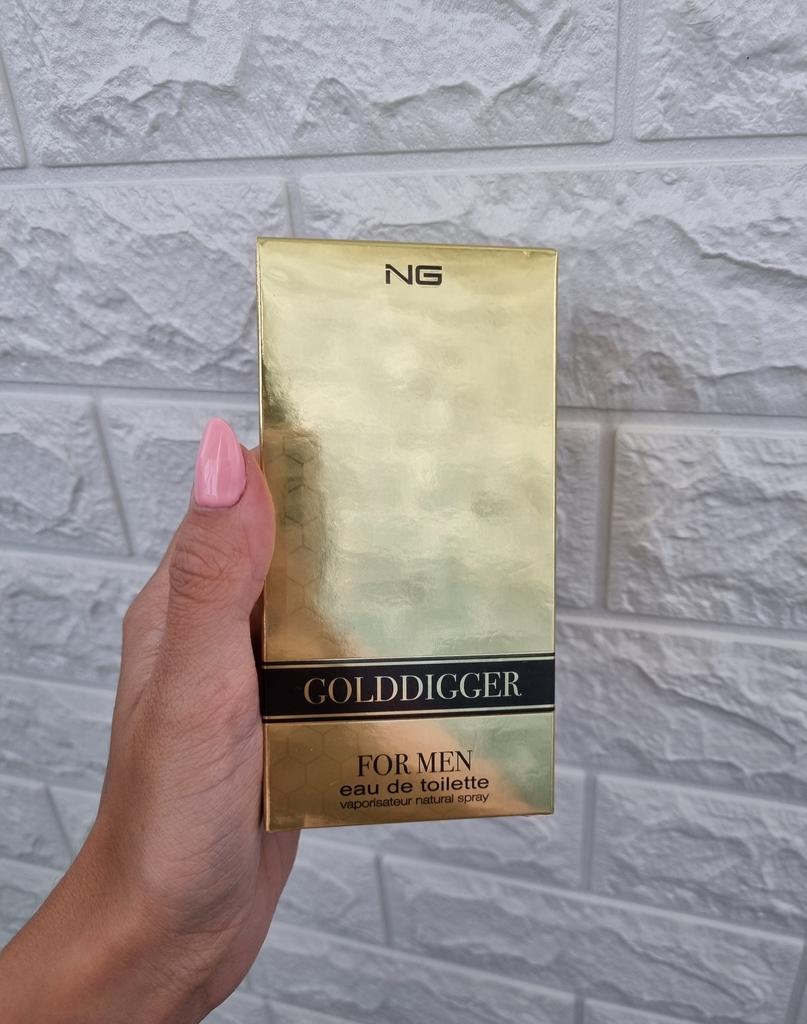 NG
GOLDDIGGER
FOR MEN
eau de toilette
vaporisateur natural spray